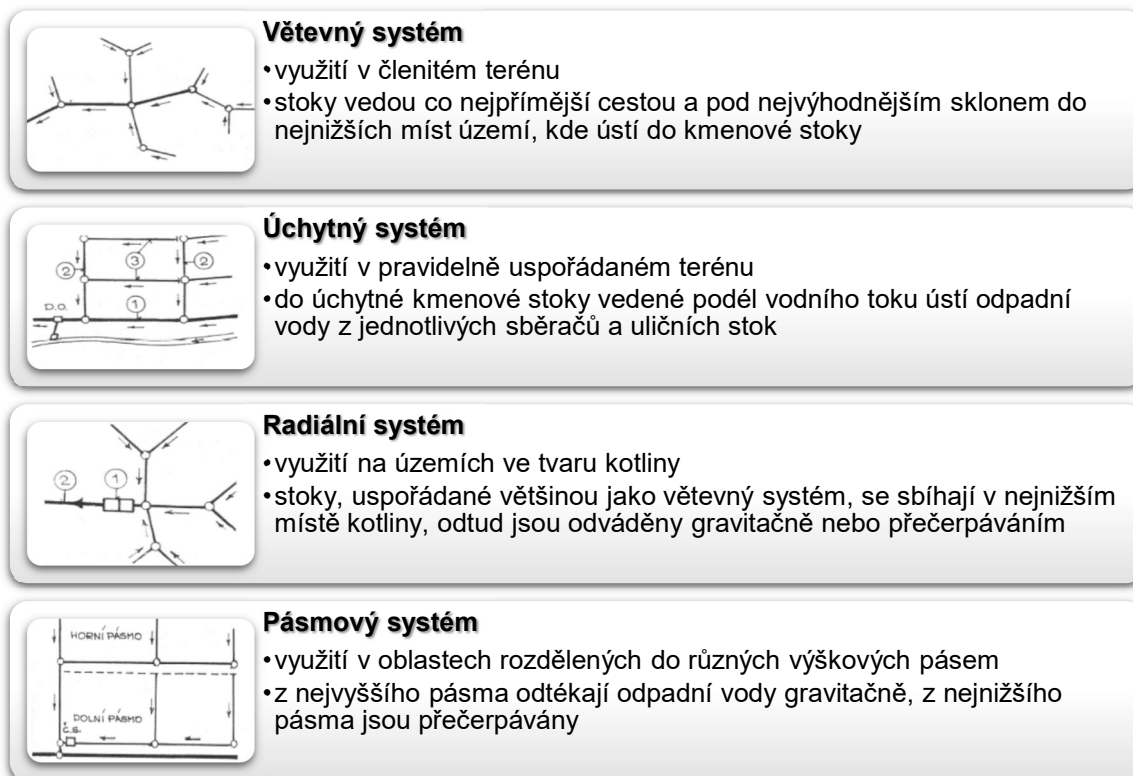 Větevný systém
•využití v členitém terénu
•stoky vedou co nejpřímější cestou a pod nejvýhodnějším sklonem do
nejnižších míst území, kde ústí do kmenové stoky
Úchytný systém
•využití v pravidelně uspořádaném terénu
•do úchytné kmenové stoky vedené podél vodního toku ústí odpadní
vody z jednotlivých sběračů a uličních stok
2
3
2
D.O.
1
Radiální systém
•využití na územích ve tvaru kotliny
•stoky, uspořádané většinou jako větevný systém, se sbíhají v nejnižším
místě kotliny, odtud jsou odváděny gravitačně nebo přečerpáváním
2
1
Pásmový systém
•využití v oblastech rozdělených do různých výškových pásem
•z nejvyššího pásma odtékají odpadní vody gravitačně, z nejnižšího
pásma jsou přečerpávány
HORNÍ PÁSMO
DOLNÍ PÁSMO
Č.S.